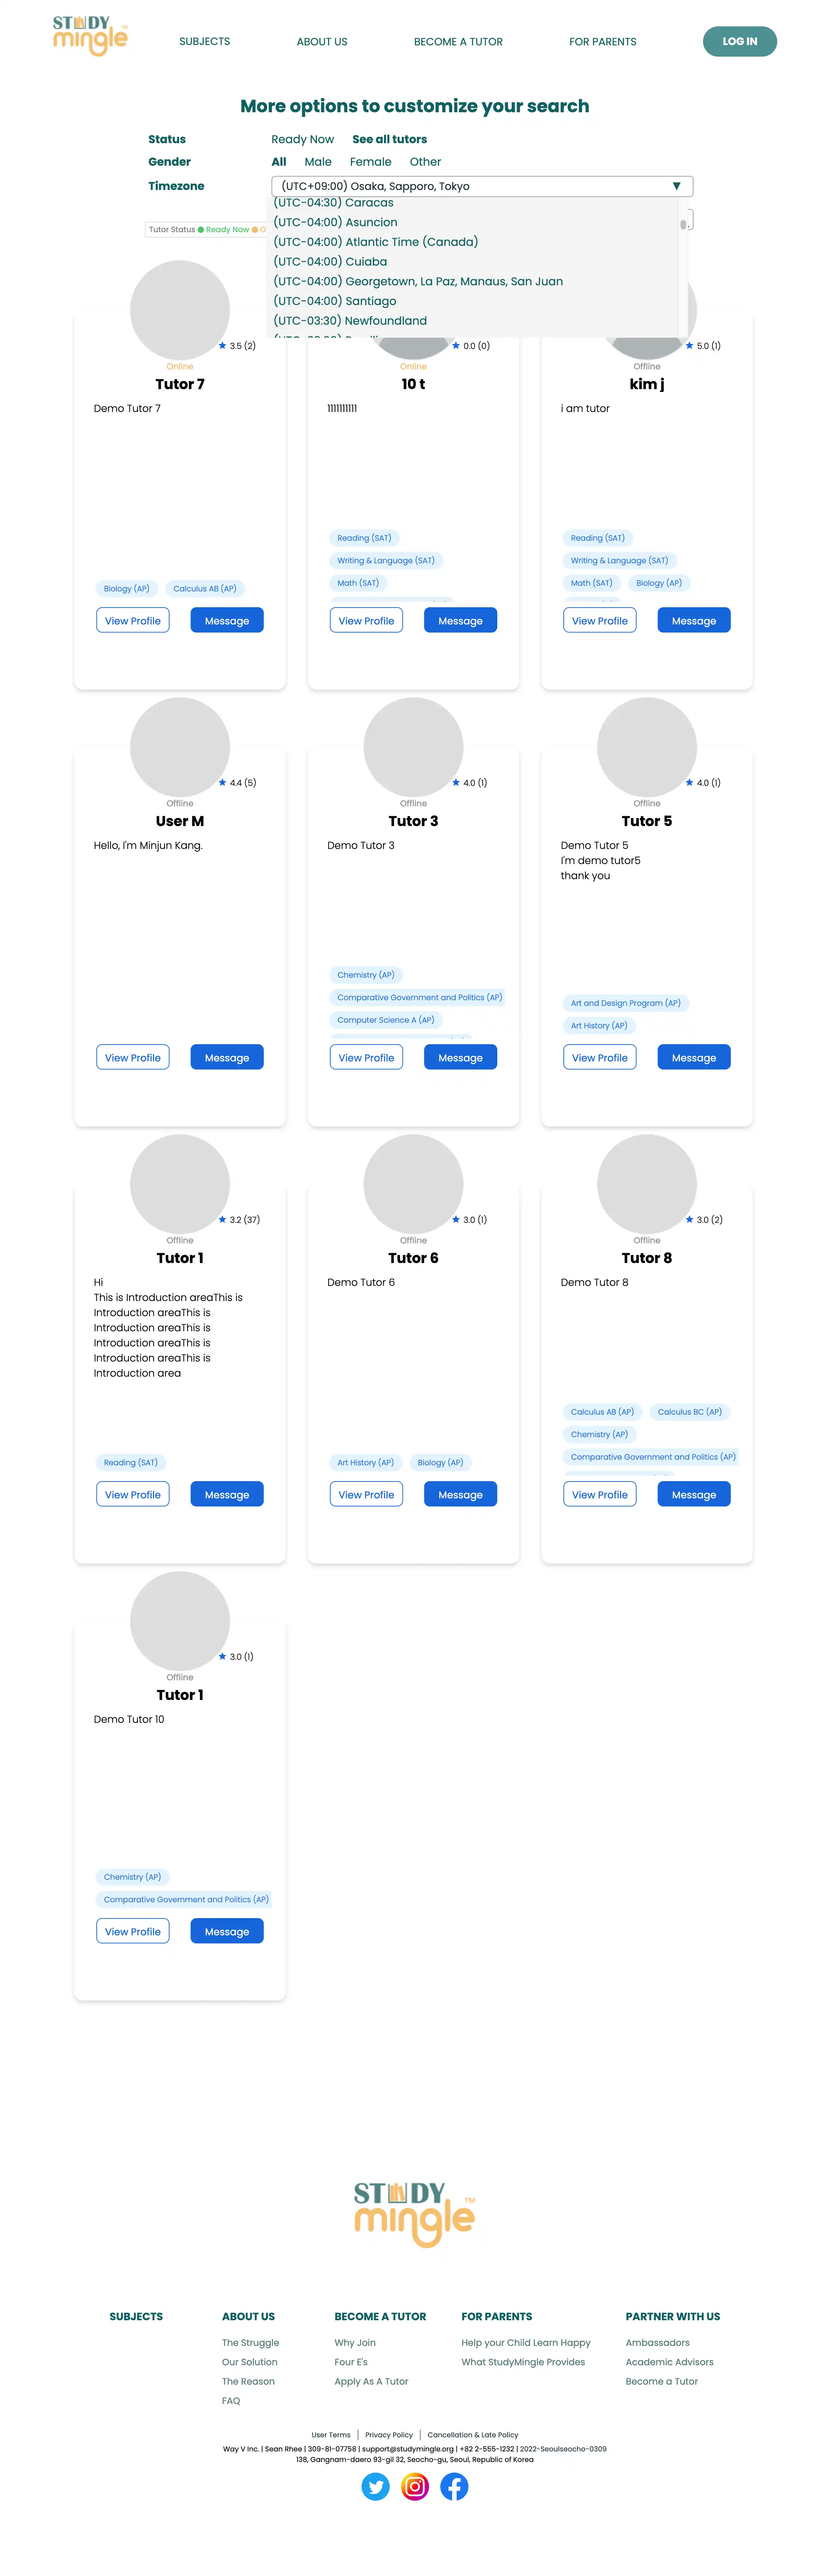 STUDY
mingle™
SUBJECTS
ABOUT US
BECOME A TUTOR
FOR PARENTS
LOG IN
More options to customize your search
Status
Ready Now
See all tutors
Gender
All
Male
Female
Other
Timezone
(UTC+09:00) Osaka, Sapporo, Tokyo
▼
(UTC-04:30) Caracas
(UTC-04:00) Asuncion
(UTC-04:00) Atlantic Time (Canada)
(UTC-04:00) Cuiaba
(UTC-04:00) Georgetown, La Paz, Manaus, San Juan
(UTC-04:00) Santiago
(UTC-03:30) Newfoundland
Tutor Status
Ready Now
3.5 (2)
Online
Tutor 7
Demo Tutor 7
Biology (AP)
Calculus AB (AP)
View Profile
Message
0.0 (0)
Online
10 t
1111111111
Reading (SAT)
Writing & Language (SAT)
Math (SAT)
View Profile
Message
5.0 (1)
Offline
kim j
i am tutor
Reading (SAT)
Writing & Language (SAT)
Math (SAT)
Biology (AP)
View Profile
Message
4.4 (5)
Offline
User M
Hello, I'm Minjun Kang.
View Profile
Message
4.0 (1)
Offline
Tutor 3
Demo Tutor 3
Chemistry (AP)
Comparative Government and Politics (AP)
Computer Science A (AP)
View Profile
Message
4.0 (1)
Offline
Tutor 5
Demo Tutor 5
I'm demo tutor5
thank you
Art and Design Program (AP)
Art History (AP)
View Profile
Message
3.2 (37)
Offline
Tutor 1
Hi
This is Introduction areaThis is
Introduction areaThis is
Introduction areaThis is
Introduction areaThis is
Introduction areaThis is
Introduction area
Reading (SAT)
View Profile
Message
3.0 (1)
Offline
Tutor 6
Demo Tutor 6
Art History (AP)
Biology (AP)
View Profile
Message
3.0 (2)
Offline
Tutor 8
Demo Tutor 8
Calculus AB (AP)
Calculus BC (AP)
Chemistry (AP)
Comparative Government and Politics (AP)
View Profile
Message
3.0 (1)
Offline
Tutor 1
Demo Tutor 10
Chemistry (AP)
Comparative Government and Politics (AP)
View Profile
Message
STUDY
mingle™
SUBJECTS
ABOUT US
The Struggle
Our Solution
The Reason
FAQ
BECOME A TUTOR
Why Join
Four E's
Apply As A Tutor
FOR PARENTS
Help your Child Learn Happy
What StudyMingle Provides
PARTNER WITH US
Ambassadors
Academic Advisors
Become a Tutor
User Terms | Privacy Policy | Cancellation & Late Policy
Way V Inc. | Sean Rhee | 309-81-07758 | support@studymingle.org | +82 2-555-1232 | 2022-Seoulseocho-0309
138, Gangnam-daero 93-gil 32, Seocho-gu, Seoul, Republic of Korea